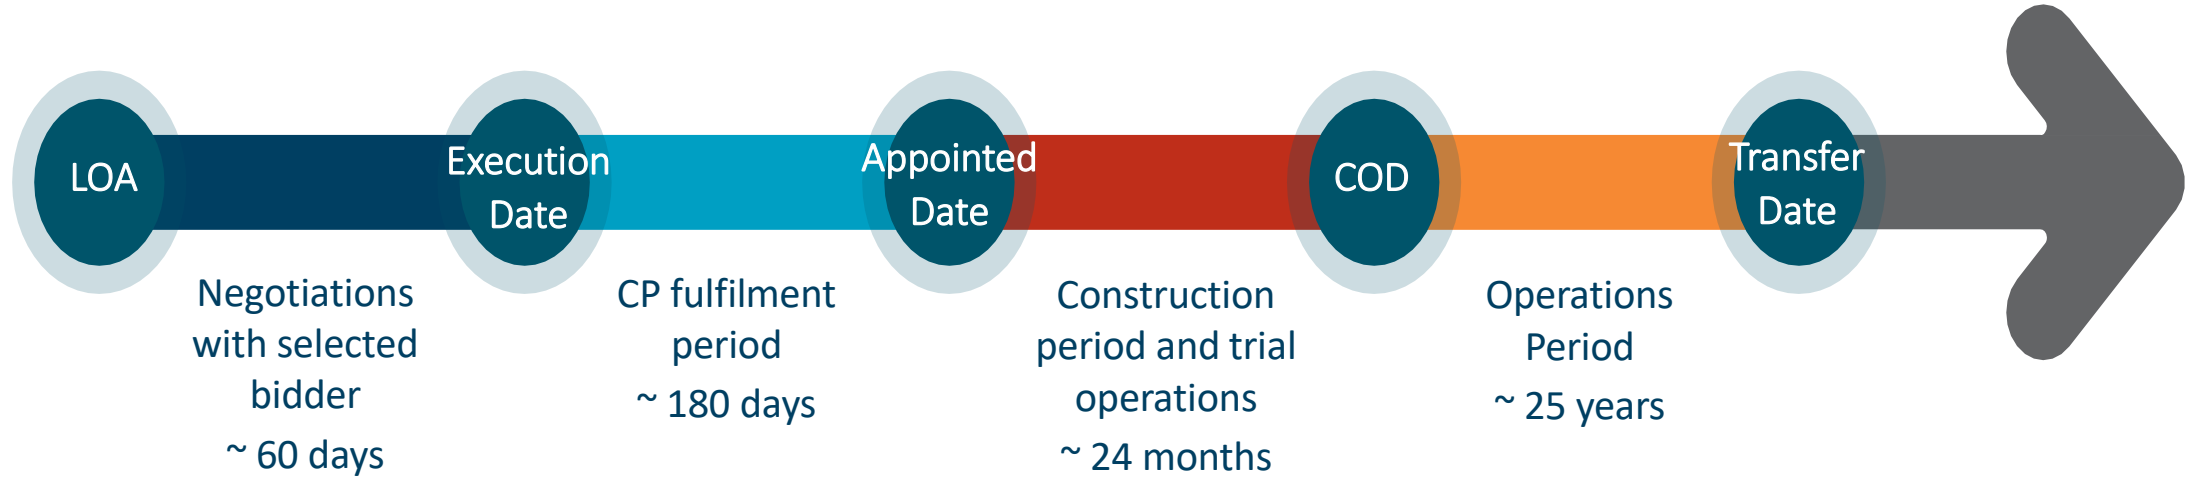 LOA
Execution
Date
Appointed
Date
COD
Transfer
Date
Negotiations
with selected
bidder
~ 60 days
CP fulfilment
period
~ 180 days
Construction
period and trial
operations
~ 24 months
Operations
Period
~ 25 years